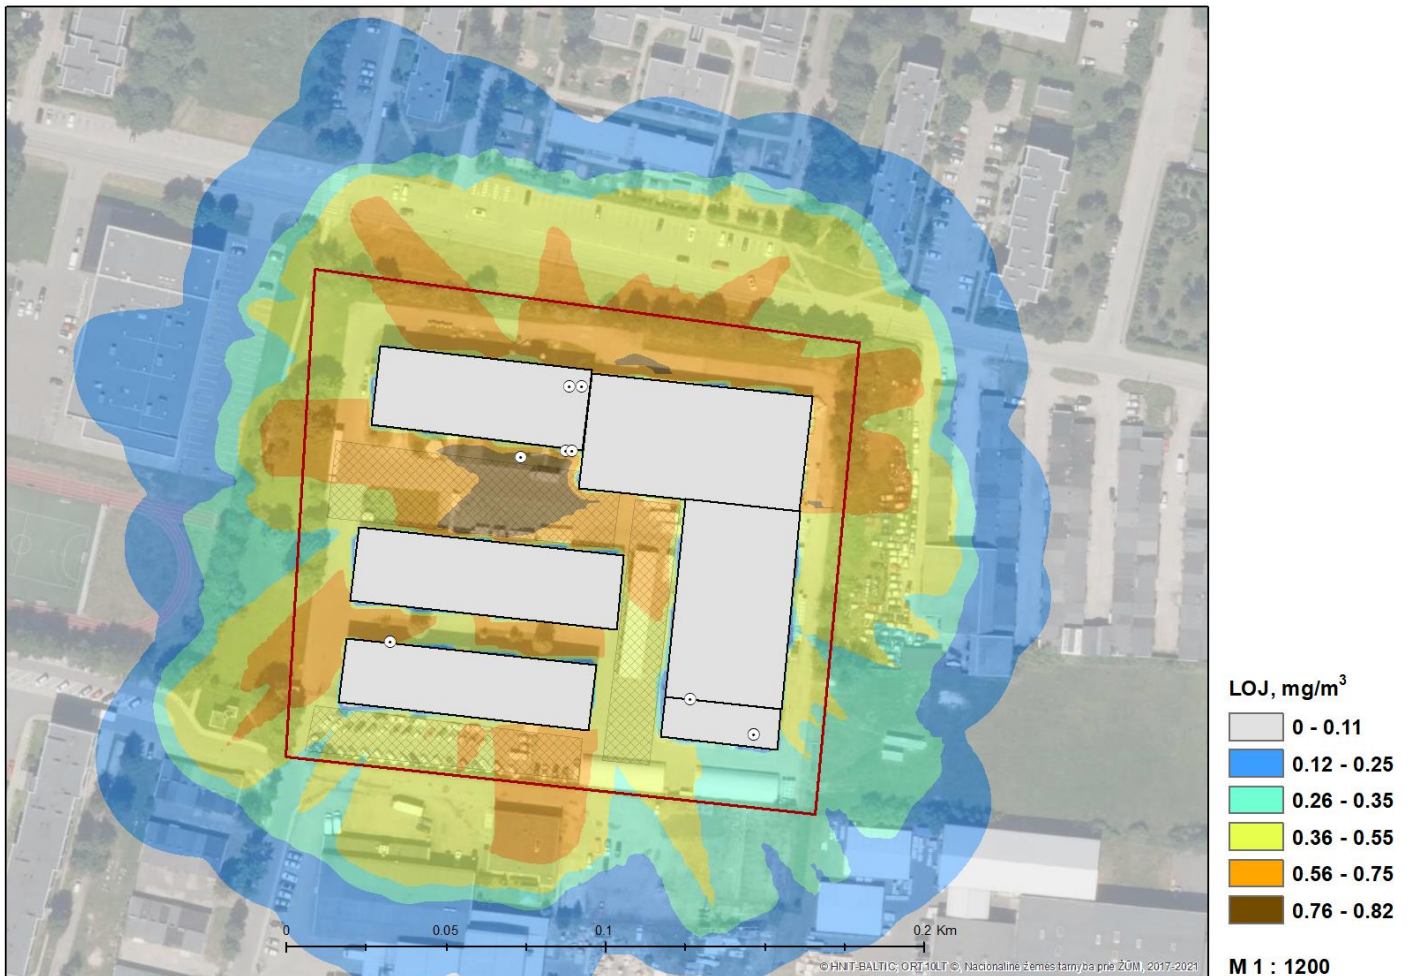 LOJ, mg/m³
0 - 0.11
0.12 - 0.25
0.26 - 0.35
0.36 - 0.55
0.56 - 0.75
0.76 - 0.82
0 0.05 0.1 0.2 Km
© HNIT-BALTIC, ORT10LT ©, Nacionalinė žemės tarnyba prie ŽŪM, 2017-2021
M 1 : 1200